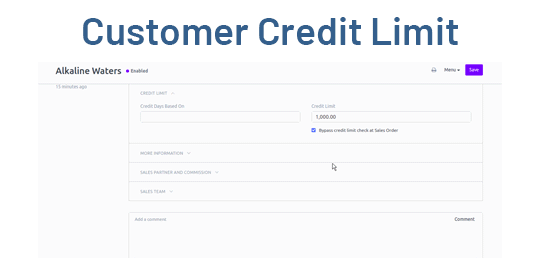 Customer Credit Limit
Alkaline Waters Enabled Menu Save
15 minutes ago
CREDIT LIMIT
Credit Days Based On Credit Limit
1,000.00
Bypass credit limit check at Sales Order
MORE INFORMATION
SALES PARTNER AND COMMISSION
SALES TEAM
Add a comment Comment